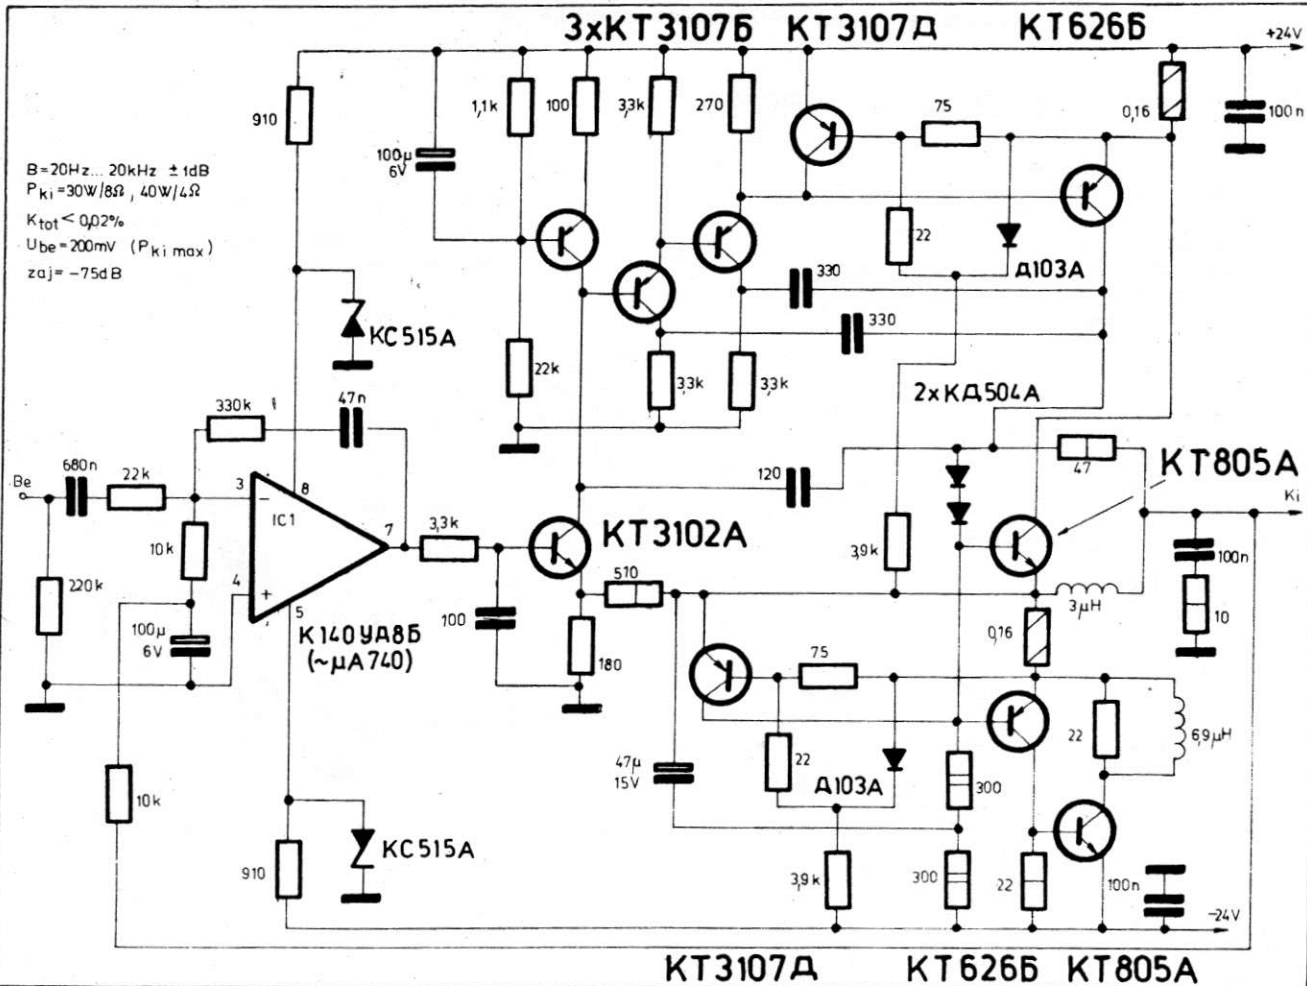 3xKT3107Б KT3107Д KT626Б
+24V
910
1,1k
100
3,3k
270
75
0,16
100n
100µ
6V
B=20Hz... 20kHz ±1dB
Pki=30W/8Ω, 40W/4Ω
Ktot<0,02%
Ube=200mV (Pki max)
zaj= -75dB
22
Д103A
330
330
KC515A
22k
3,3k
3,3k
2xKД504A
330k
47n
47
KT805A
Be
680n
22k
3
8
IC1
7
3,3k
120
Ki
KT3102A
10k
3,9k
100n
4
5
220k
510
3µH
10
100µ
6V
K140УД8Б
(~µA740)
100
180
0,16
75
22
6,9µH
47µ
15V
22
Д103A
300
10k
KC515A
910
3,9k
300
22
100n
-24V
KT3107Д KT626Б KT805A